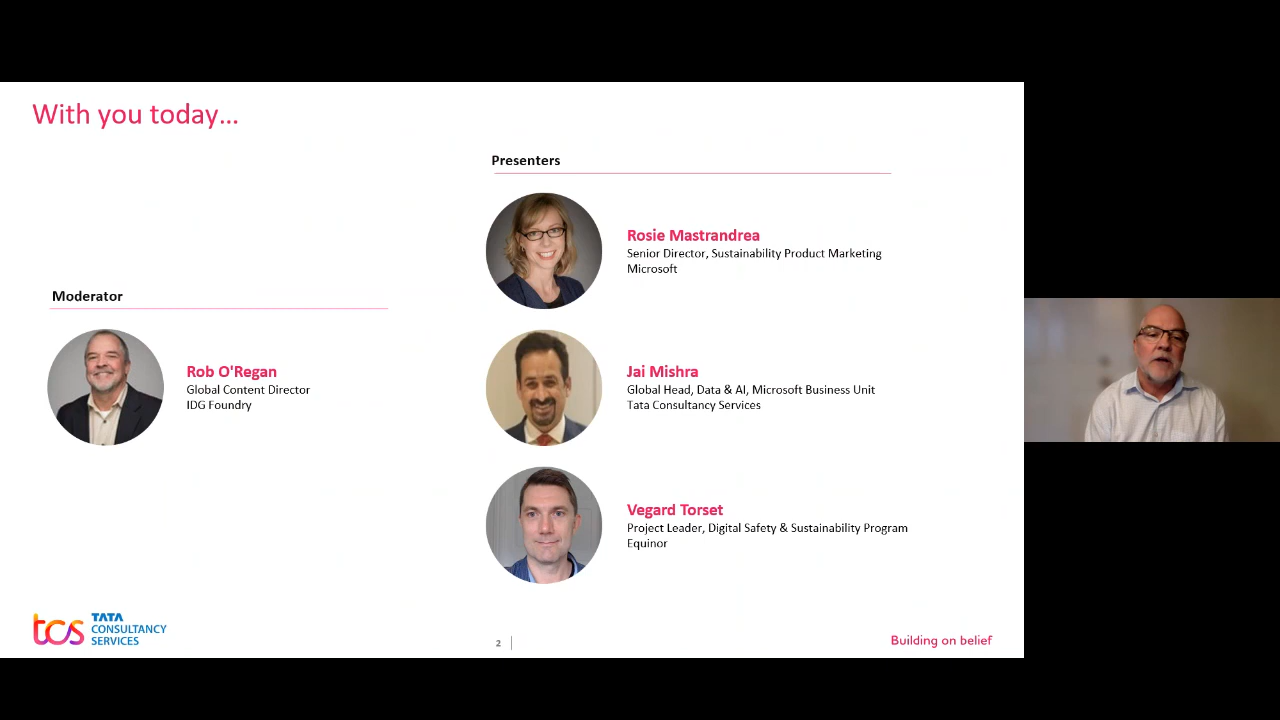 With you today...
Moderator
Rob O'Regan
Global Content Director
IDG Foundry
Presenters
Rosie Mastrandrea
Senior Director, Sustainability Product Marketing
Microsoft
Jai Mishra
Global Head, Data & AI, Microsoft Business Unit
Tata Consultancy Services
Vegard Torset
Project Leader, Digital Safety & Sustainability Program
Equinor
tcs
TATA
CONSULTANCY
SERVICES
2
Building on belief